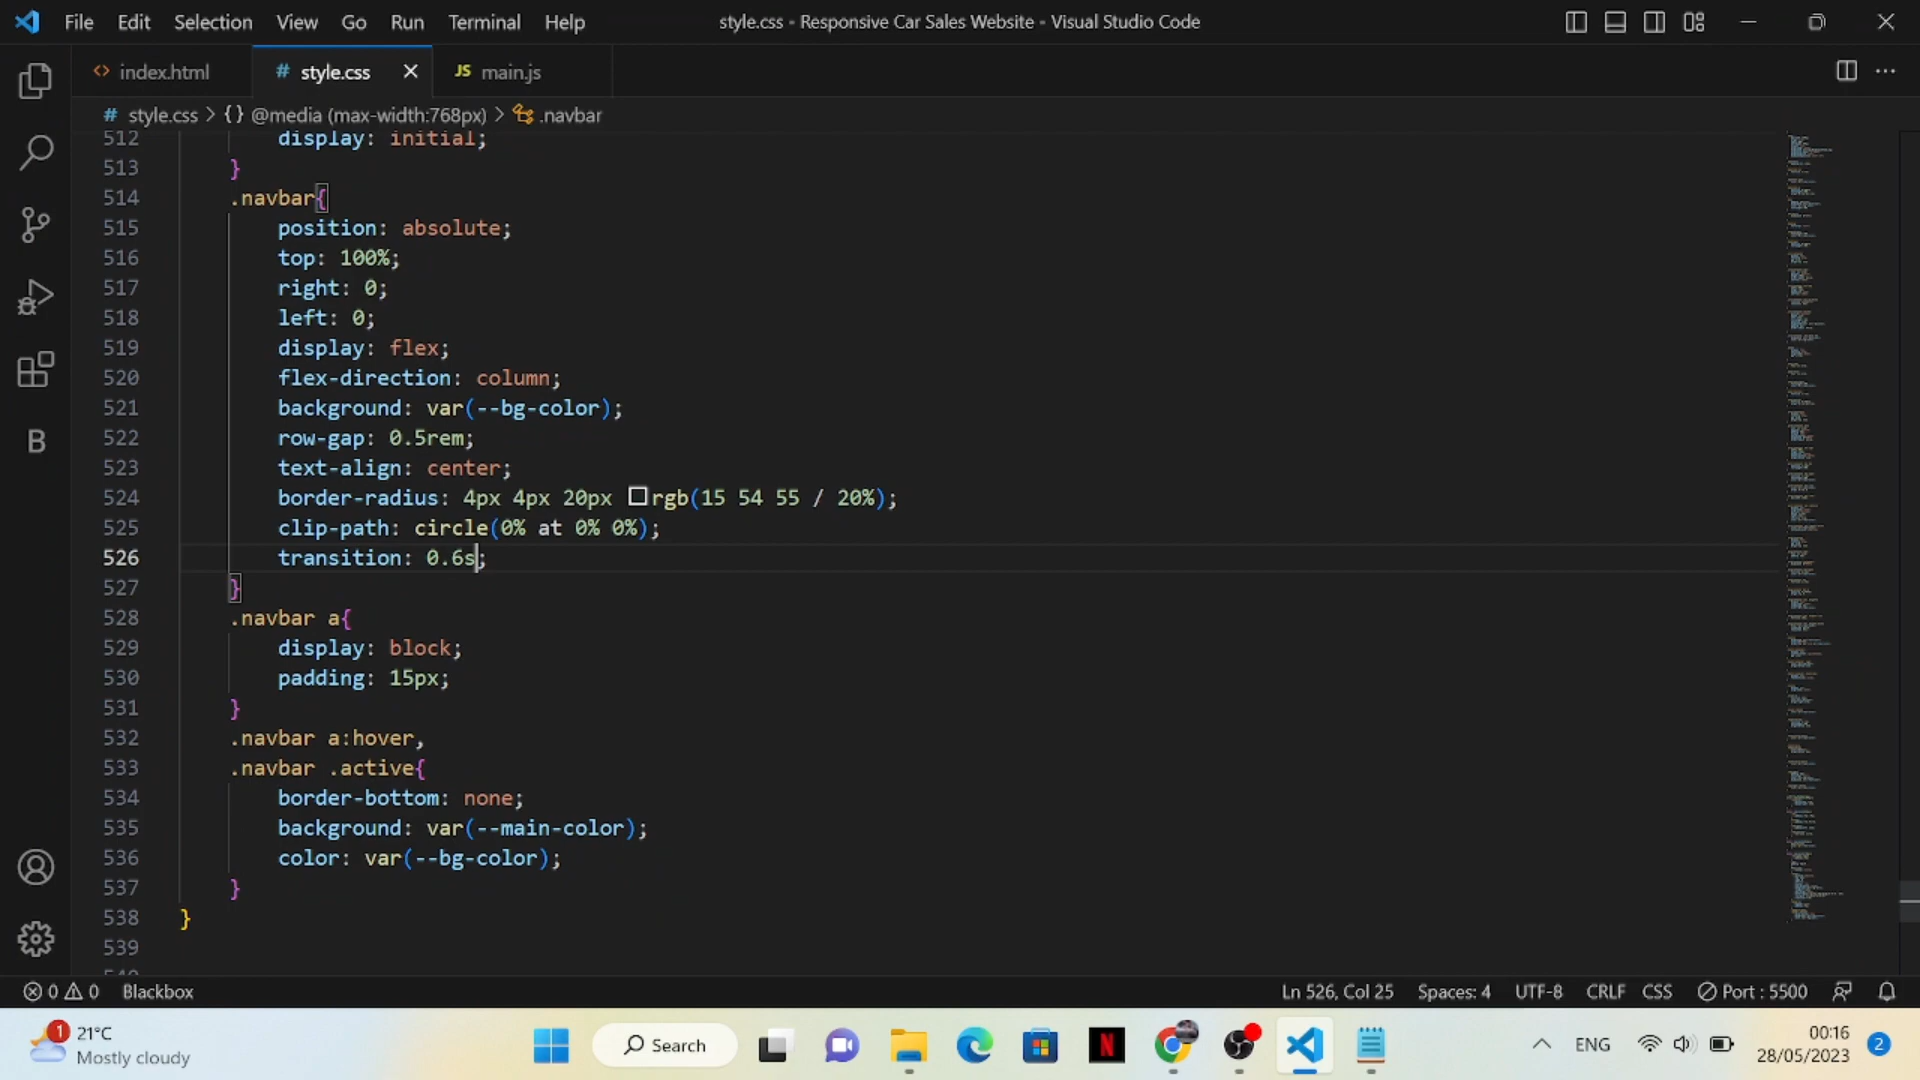 File Edit Selection View Go Run Terminal Help style.css - Responsive Car Sales Website - Visual Studio Code
index.html # style.css JS main.js
# style.css > {} @media (max-width:768px) > .navbar
512 display: initial;
513 }
514 .navbar{
515 position: absolute;
516 top: 100%;
517 right: 0;
518 left: 0;
519 display: flex;
520 flex-direction: column;
521 background: var(--bg-color);
522 row-gap: 0.5rem;
523 text-align: center;
524 border-radius: 4px 4px 20px rgb(15 54 55 / 20%);
525 clip-path: circle(0% at 0% 0%);
526 transition: 0.6s;
527 }
528 .navbar a{
529 display: block;
530 padding: 15px;
531 }
532 .navbar a:hover,
533 .navbar .active{
534 border-bottom: none;
535 background: var(--main-color);
536 color: var(--bg-color);
537 }
538 }
539
B
0 0 Blackbox Ln 526, Col 25 Spaces: 4 UTF-8 CRLF CSS Port : 5500
1 21°C
Mostly cloudy
Search
N
ENG
00:16
28/05/2023
2